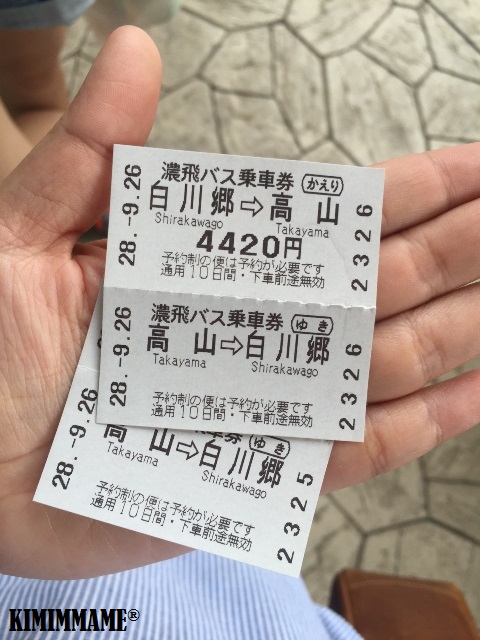 濃飛バス乗車券 かえり
白川郷⇨高山
Shirakawago Takayama
4420円
予約制の便は予約が必要です
通用10日間・下車前途無効
28.-9.26
2326
濃飛バス乗車券 ゆき
高山⇨白川郷
Takayama Shirakawago
予約制の便は予約が必要です
通用10日間・下車前途無効
28.-9.26
2326
車券 ゆき
高山⇨白川郷
Takayama Shirakawago
予約制の便は予約が必要です
通用10日間・下車前途無効
28.-9.26
2325
KIMIMMAME®